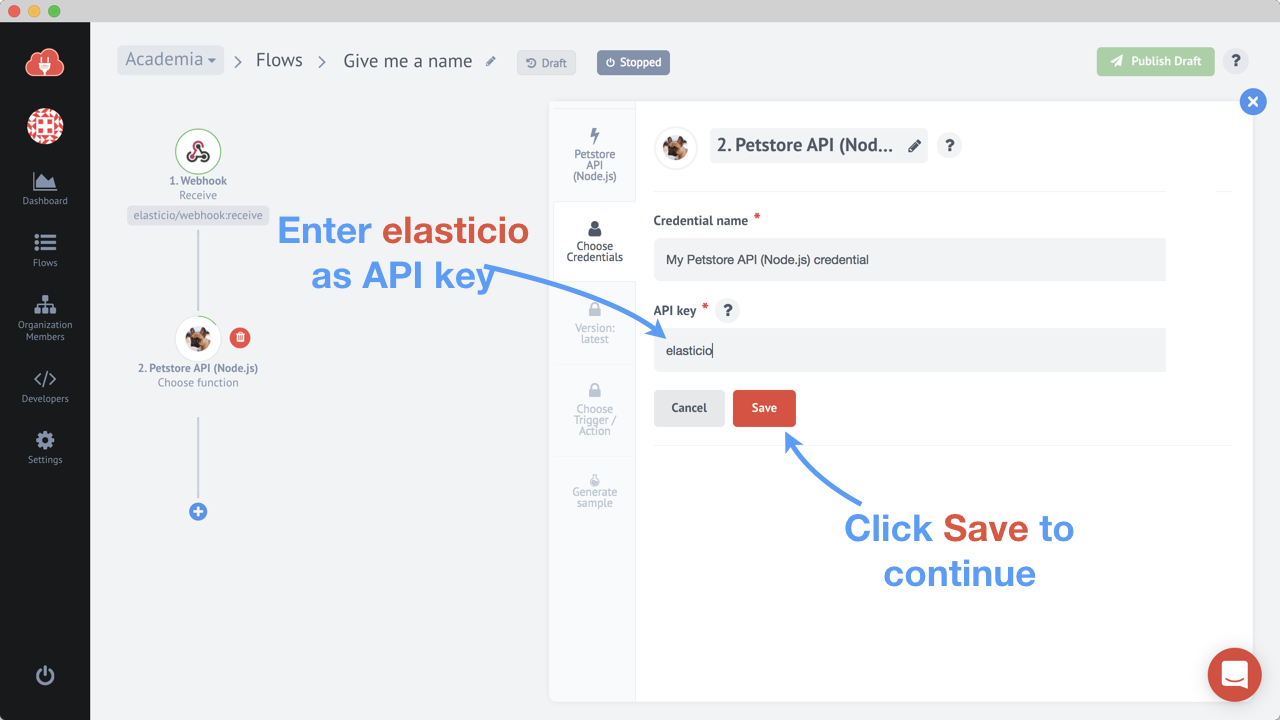 Academia
Flows
Give me a name
Draft
Stopped
Publish Draft
?
Dashboard
Flows
Organization
Members
Developers
Settings
1. Webhook
Receive
elasticio/webhook:receive
2. Petstore API (Node.js)
Choose function
Enter elasticio
as API key
Petstore
API
(Node.js)
Choose
Credentials
Version:
latest
Choose
Trigger /
Action
Generate
sample
2. Petstore API (Nod... ?
Credential name *
My Petstore API (Node.js) credential
API key * ?
elasticio
Cancel
Save
Click Save to
continue